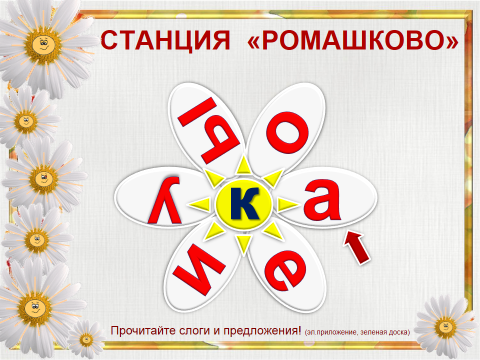 СТАНЦИЯ «РОМАШКОВО»
ы
о
у
к
а
и
е
Прочитайте слоги и предложения! (эл.приложение, зеленая доска)